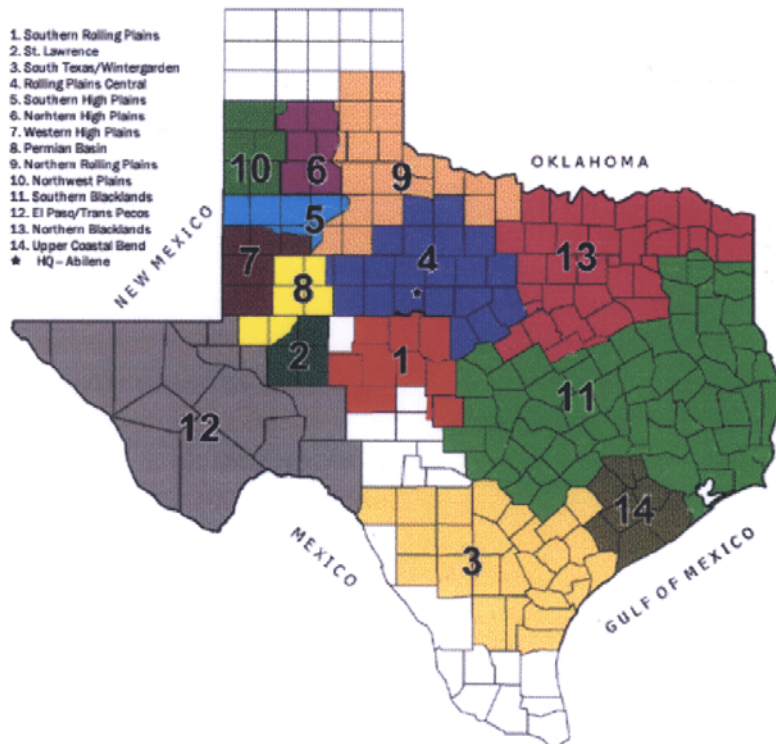 1. Southern Rolling Plains
2. St. Lawrence
3. South Texas/Wintergarden
4. Rolling Plains Central
5. Southern High Plains
6. Norhtern High Plains
7. Western High Plains
8. Permian Basin
9. Northern Rolling Plains
10. Northwest Plains
11. Southern Blacklands
12. El Paso/Trans Pecos
13. Northern Blacklands
14. Upper Coastal Bend
★ HQ – Abilene
OKLAHOMA
NEW MEXICO
MEXICO
GULF OF MEXICO
10
6
9
5
4
13
7
8
2
1
11
12
14
3